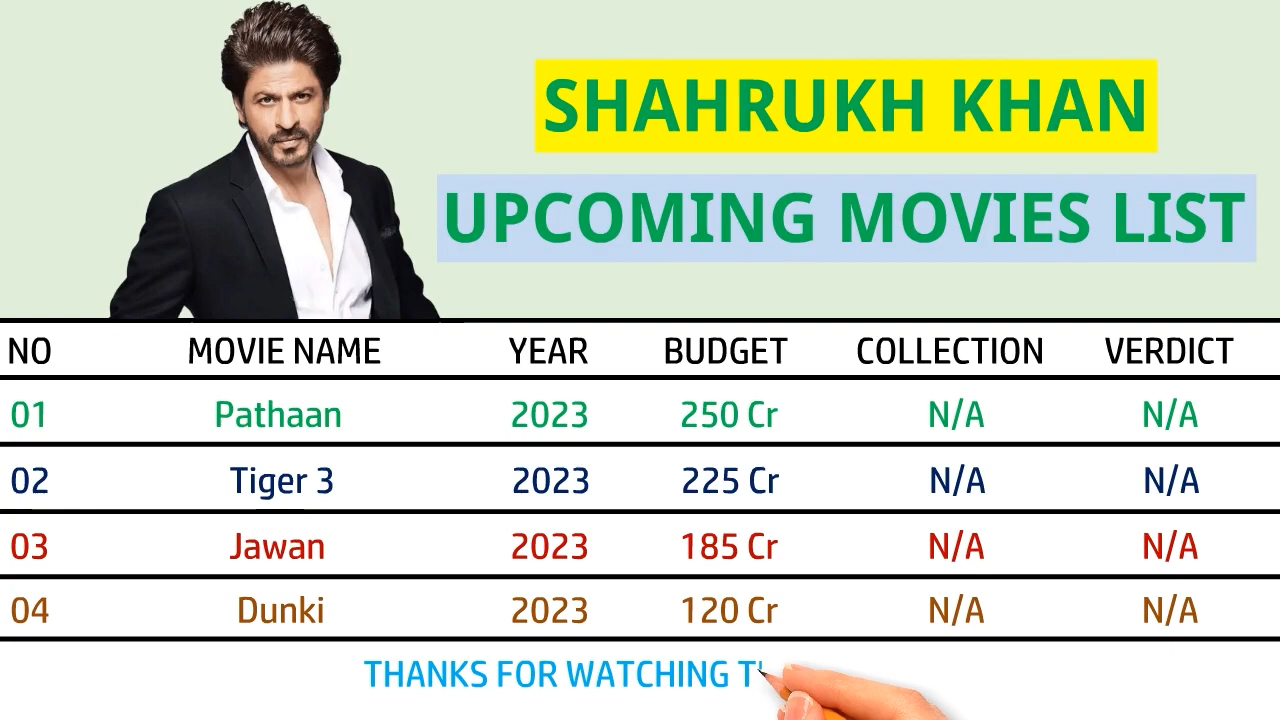 SHAHRUKH KHAN
UPCOMING MOVIES LIST
NO MOVIE NAME YEAR BUDGET COLLECTION VERDICT
01 Pathaan 2023 250 Cr N/A N/A
02 Tiger 3 2023 225 Cr N/A N/A
03 Jawan 2023 185 Cr N/A N/A
04 Dunki 2023 120 Cr N/A N/A
THANKS FOR WATCHING